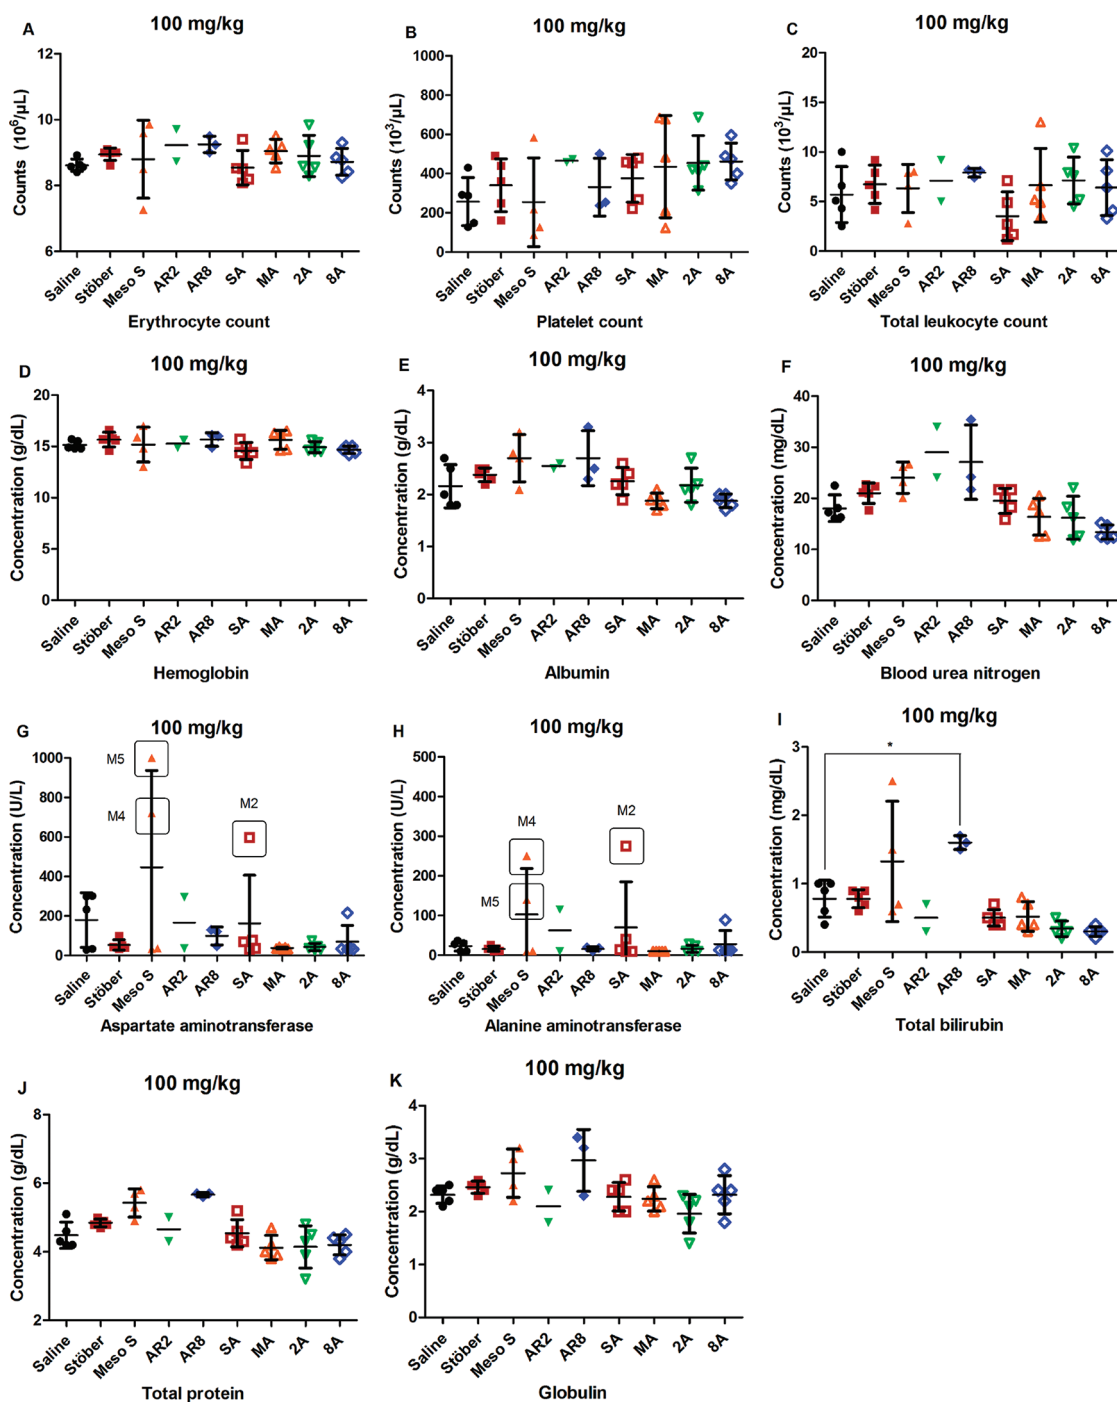 A
100 mg/kg
Counts (10⁶/µL)
12
10
8
6
Saline
Stöber
Meso S
AR2
AR8
SA
MA
2A
8A
Erythrocyte count
B
100 mg/kg
Counts (10³/µL)
1000
800
600
400
200
0
Saline
Stöber
Meso S
AR2
AR8
SA
MA
2A
8A
Platelet count
C
100 mg/kg
Counts (10³/µL)
20
15
10
5
0
Saline
Stöber
Meso S
AR2
AR8
SA
MA
2A
8A
Total leukocyte count
D
100 mg/kg
Concentration (g/dL)
20
15
10
5
0
Saline
Stöber
Meso S
AR2
AR8
SA
MA
2A
8A
Hemoglobin
E
100 mg/kg
Concentration (g/dL)
4
3
2
1
0
Saline
Stöber
Meso S
AR2
AR8
SA
MA
2A
8A
Albumin
F
100 mg/kg
Concentration (mg/dL)
40
30
20
10
0
Saline
Stöber
Meso S
AR2
AR8
SA
MA
2A
8A
Blood urea nitrogen
G
100 mg/kg
Concentration (U/L)
1000
800
600
400
200
0
M5
M4
M2
Saline
Stöber
Meso S
AR2
AR8
SA
MA
2A
8A
Aspartate aminotransferase
H
100 mg/kg
Concentration (U/L)
500
400
300
200
100
0
M4
M5
M2
Saline
Stöber
Meso S
AR2
AR8
SA
MA
2A
8A
Alanine aminotransferase
I
100 mg/kg
Concentration (mg/dL)
3
2
1
0
*
Saline
Stöber
Meso S
AR2
AR8
SA
MA
2A
8A
Total bilirubin
J
100 mg/kg
Concentration (g/dL)
8
6
4
2
Saline
Stöber
Meso S
AR2
AR8
SA
MA
2A
8A
Total protein
K
100 mg/kg
Concentration (g/dL)
4
3
2
1
0
Saline
Stöber
Meso S
AR2
AR8
SA
MA
2A
8A
Globulin